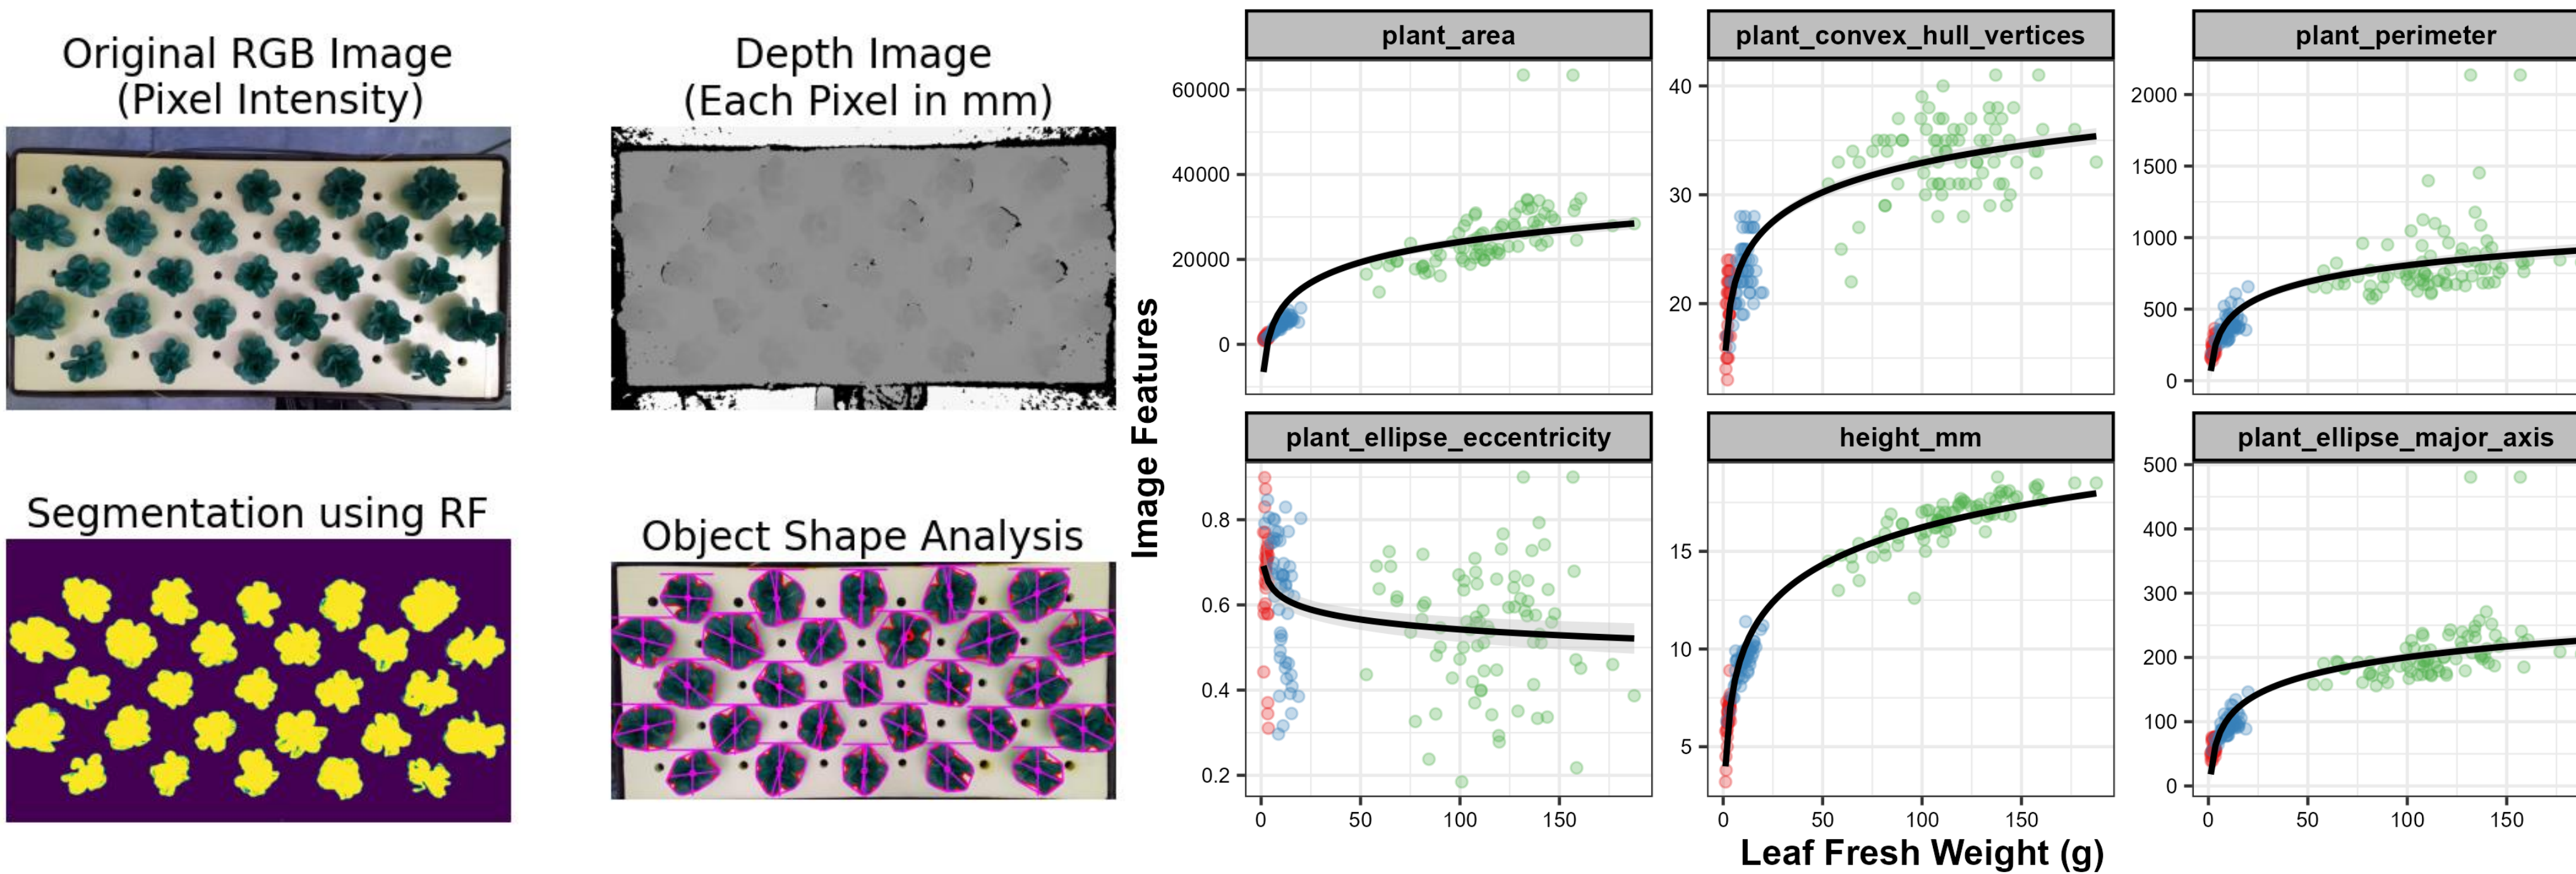 Original RGB Image
(Pixel Intensity)
Depth Image
(Each Pixel in mm)
Segmentation using RF
Object Shape Analysis
Image Features
plant_area
60000
40000
20000
0
plant_convex_hull_vertices
40
30
20
plant_perimeter
2000
1500
1000
500
0
plant_ellipse_eccentricity
0.8
0.6
0.4
0.2
0 50 100 150
height_mm
15
10
5
0 50 100 150
plant_ellipse_major_axis
500
400
300
200
100
0
0 50 100 150
Leaf Fresh Weight (g)